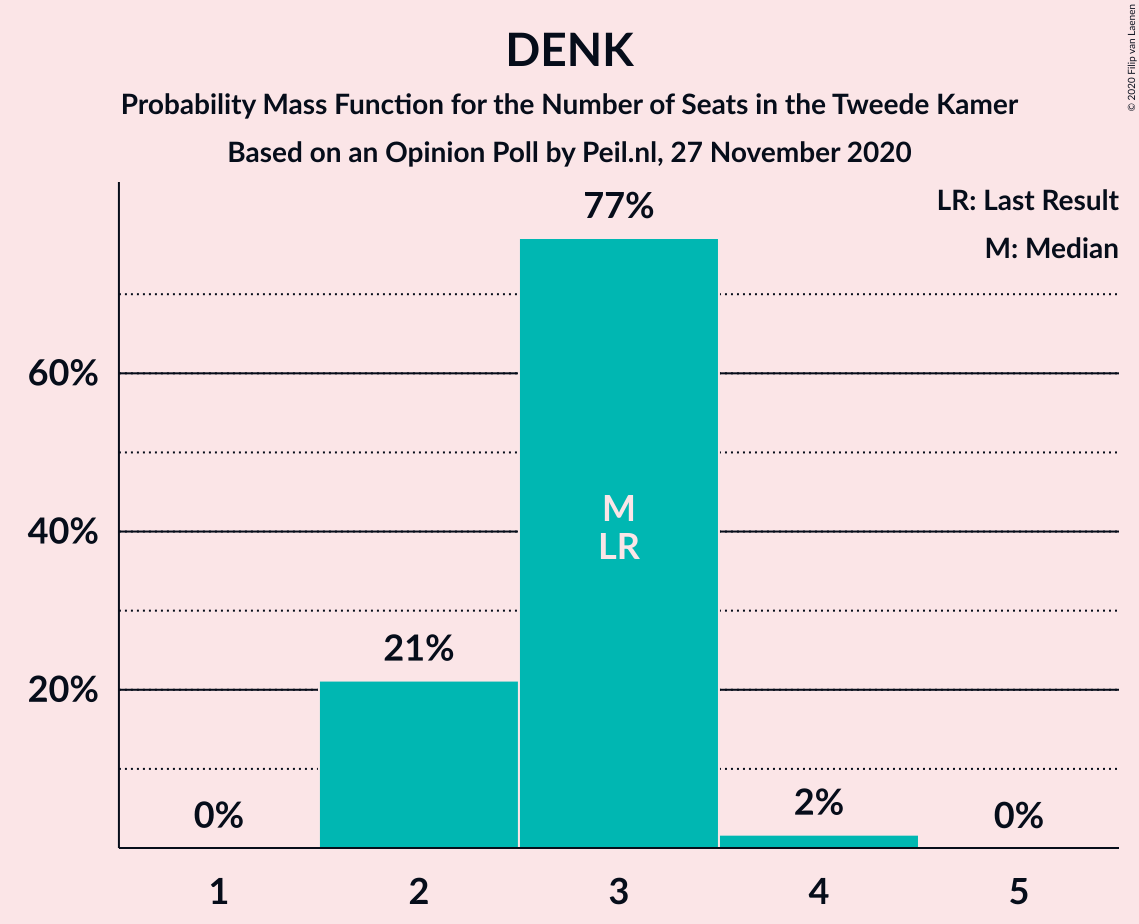 DENK
Probability Mass Function for the Number of Seats in the Tweede Kamer
Based on an Opinion Poll by Peil.nl, 27 November 2020
© 2020 Filip van Laenen
LR: Last Result
M: Median
77%
60%
M
40%
LR
21%
20%
0%
2%
0%
1 2 3 4 5